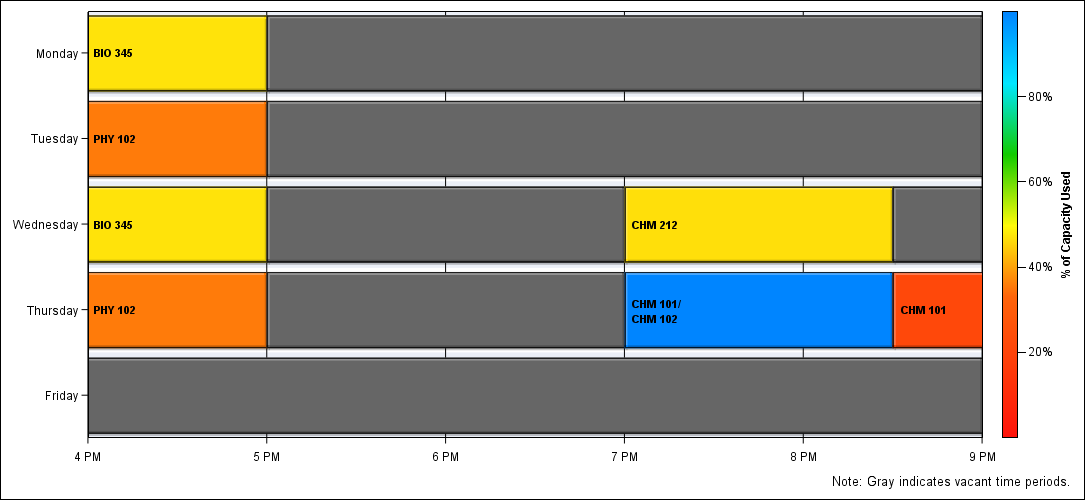 Monday
BIO 345
Tuesday
PHY 102
Wednesday
BIO 345
CHM 212
Thursday
PHY 102
CHM 101/
CHM 102
CHM 101
Friday
4 PM
5 PM
6 PM
7 PM
8 PM
9 PM
80%
60%
40%
20%
% of Capacity Used
Note: Gray indicates vacant time periods.